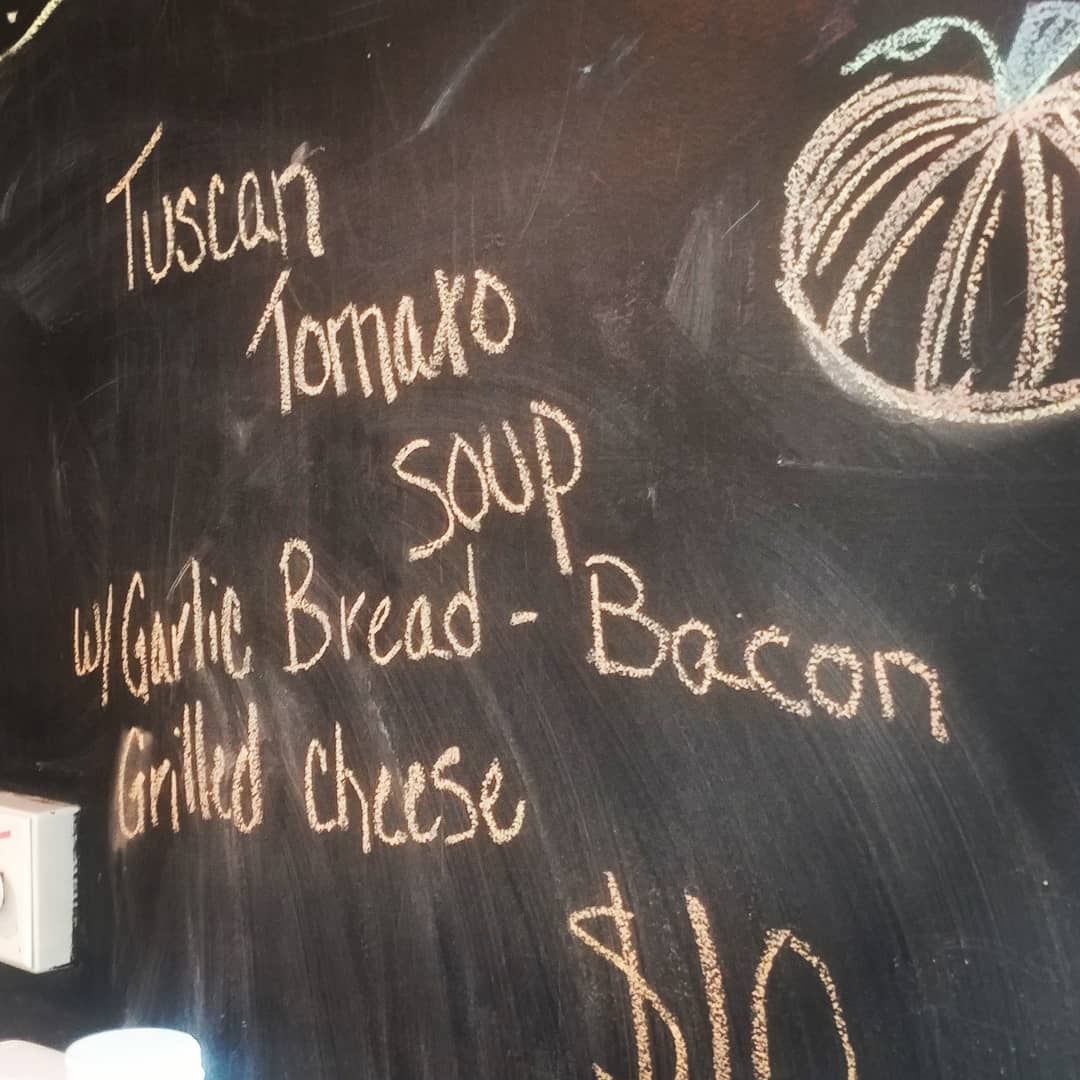 Tuscan
Tomato
Soup
w/Garlic Bread - Bacon
Grilled Cheese
$10